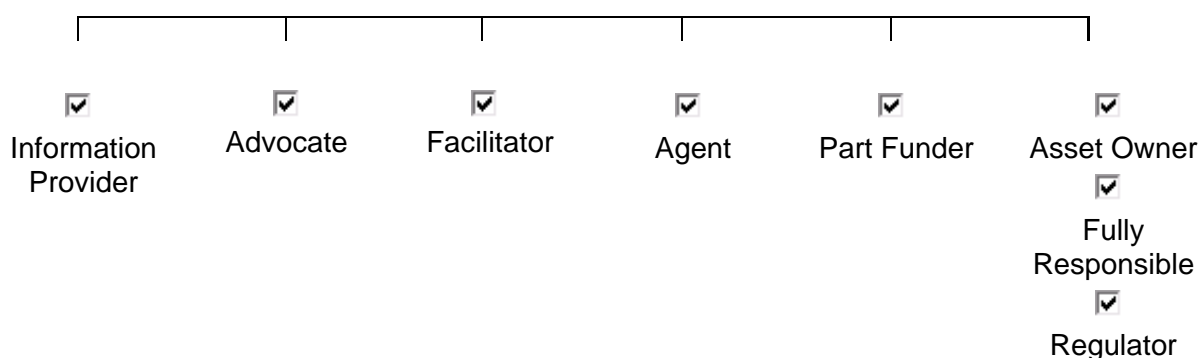 Information
Provider
Advocate
Facilitator
Agent
Part Funder
Asset Owner
Fully
Responsible
Regulator